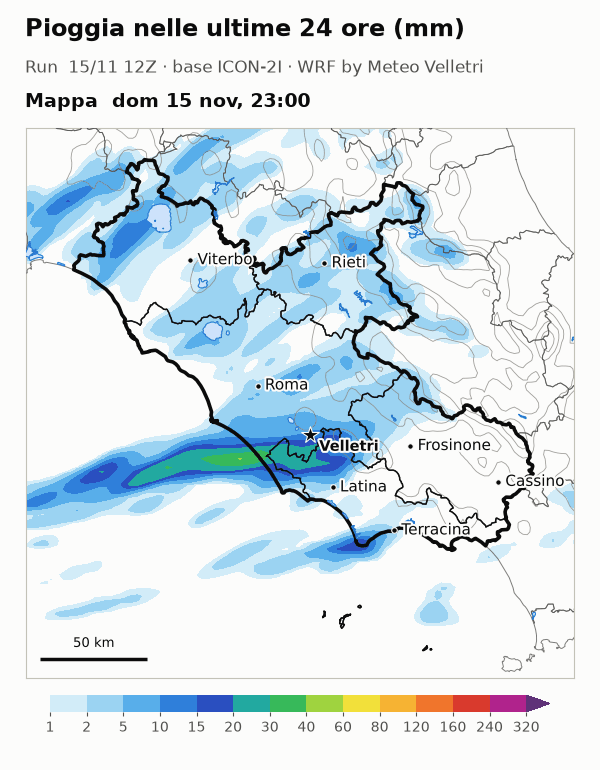 Pioggia nelle ultime 24 ore (mm)
Run  15/11 12Z · base ICON-2I · WRF by Meteo Velletri
Mappa  dom 15 nov, 23:00
Viterbo
Rieti
Roma
Velletri
Frosinone
Latina
Cassino
Terracina
50 km
1 2 5 10 15 20 30 40 60 80 120 160 240 320